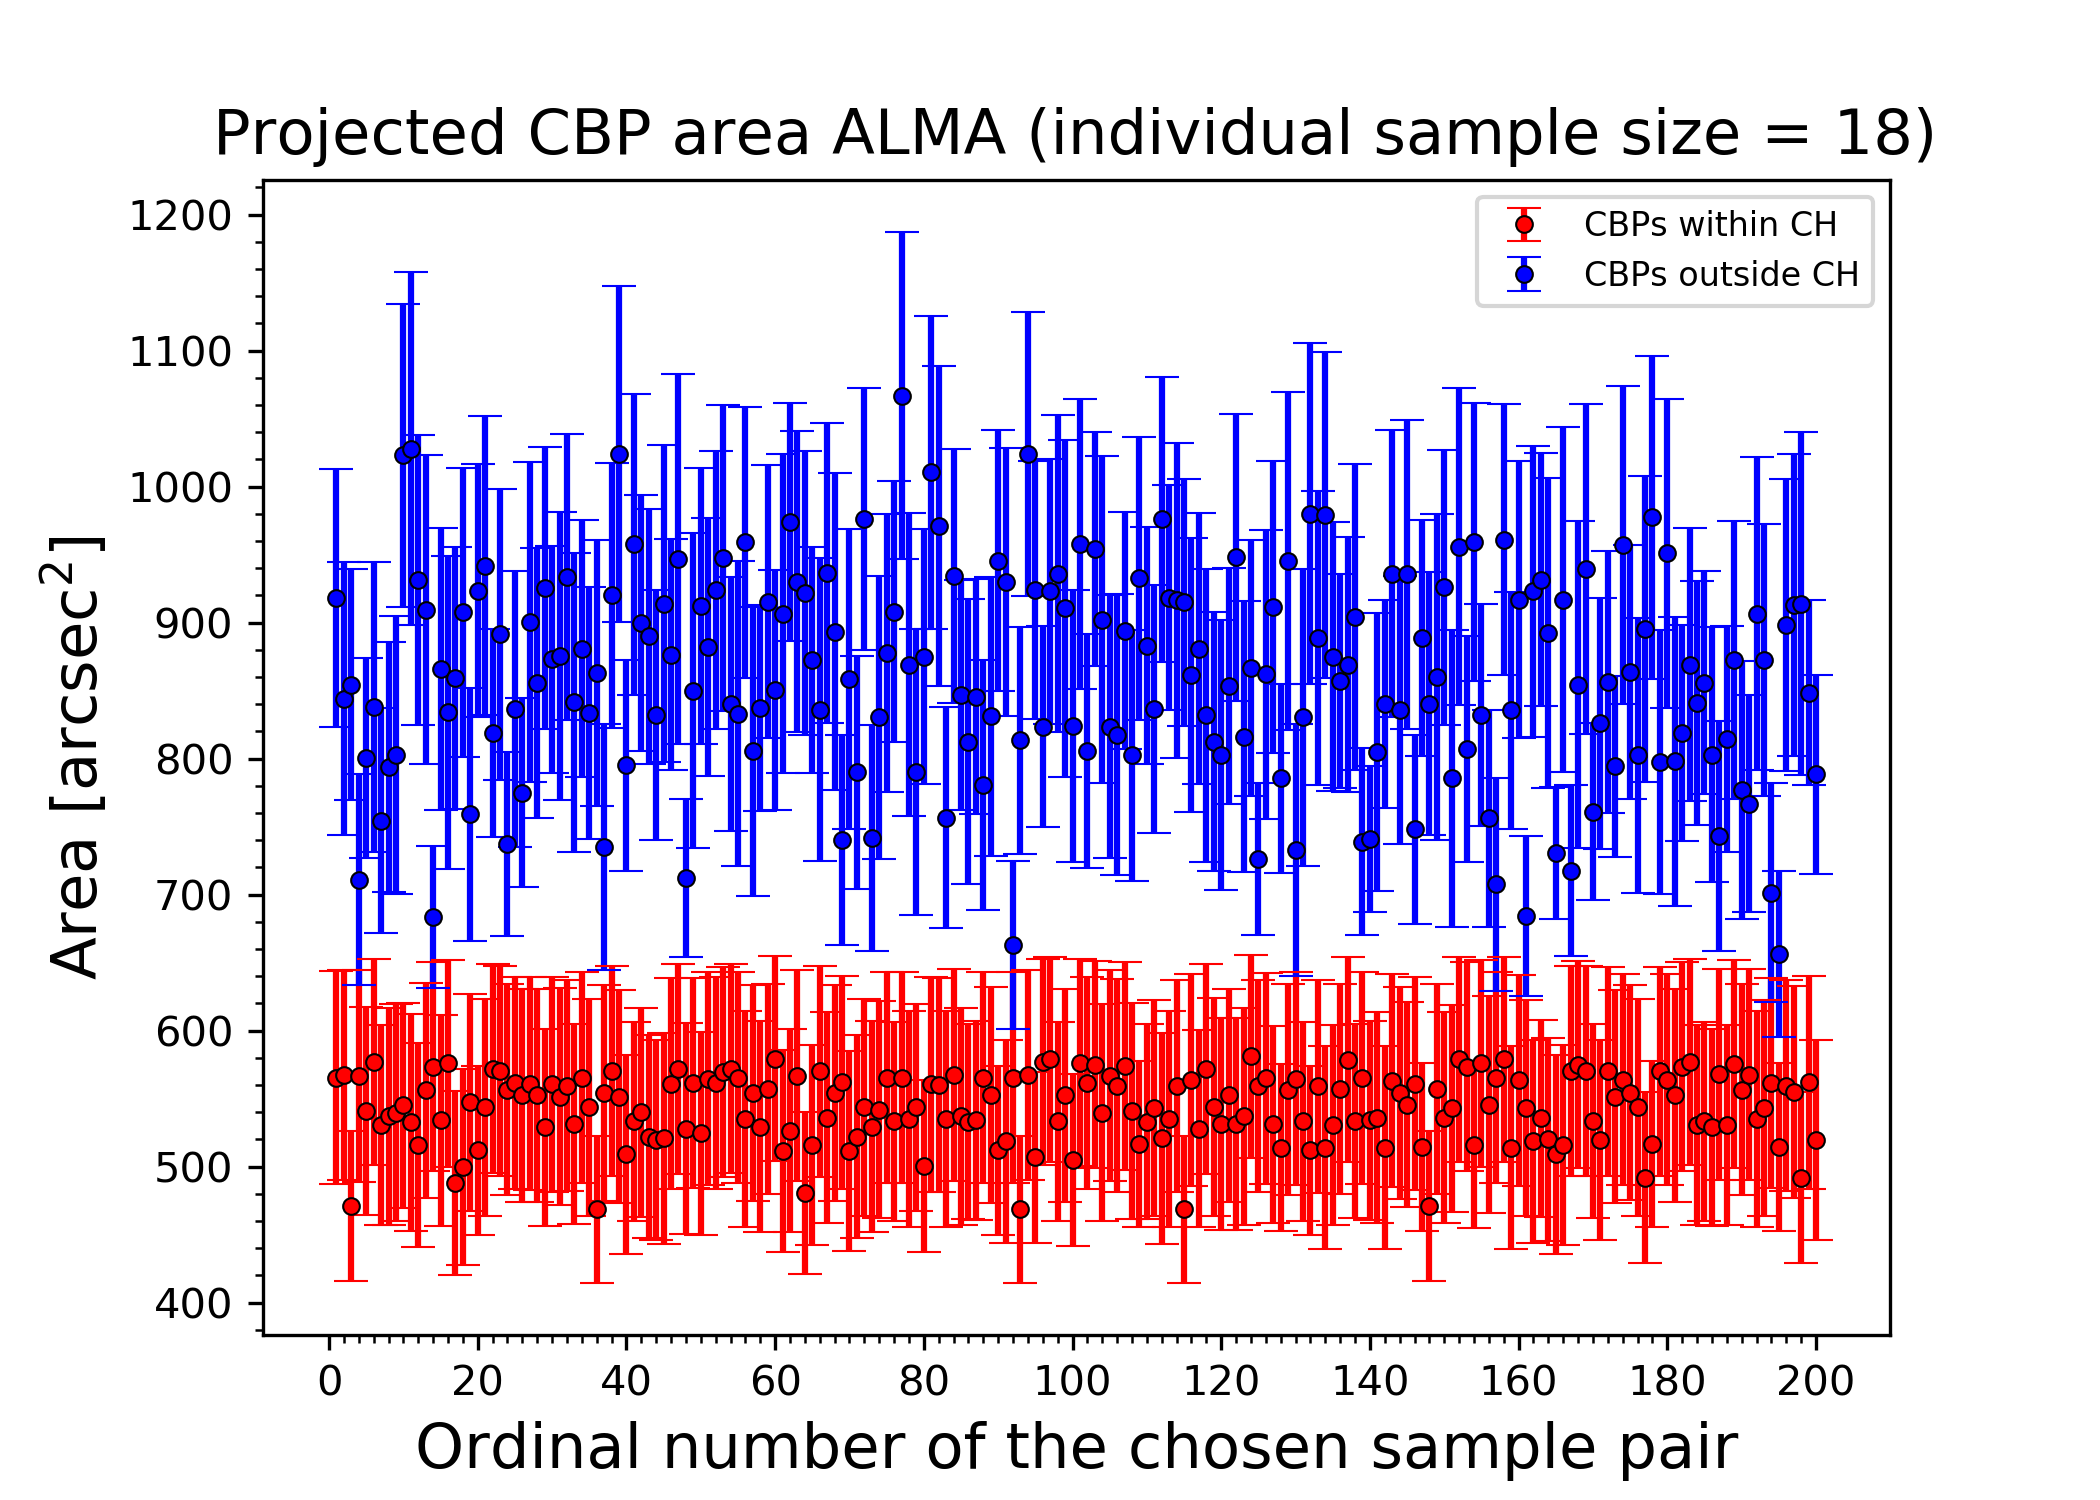 Projected CBP area ALMA (individual sample size = 18)
CBPs within CH
CBPs outside CH
Area [arcsec²]
1200
1100
1000
900
800
700
600
500
400
0 20 40 60 80 100 120 140 160 180 200
Ordinal number of the chosen sample pair